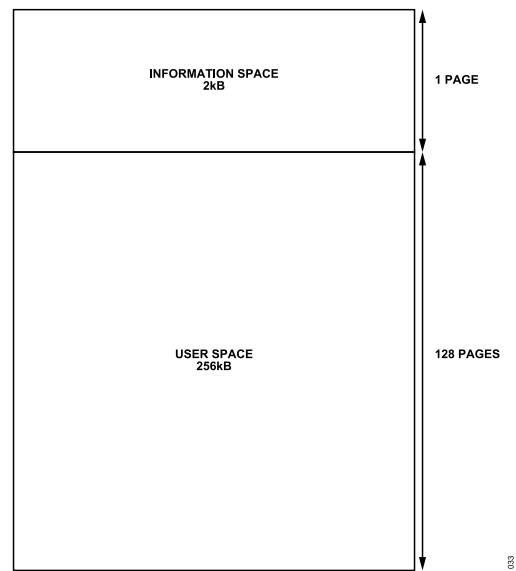 INFORMATION SPACE
2kB
1 PAGE
USER SPACE
256kB
128 PAGES
033